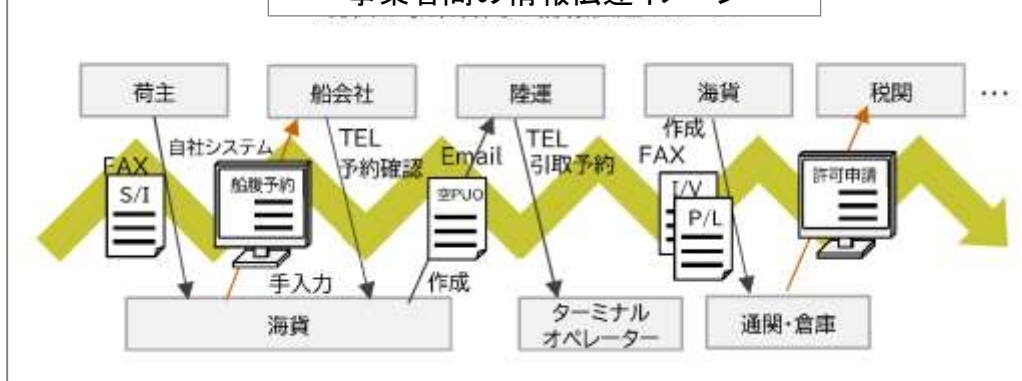 事業者間の情報伝達イメージ
荷主
船会社
陸運
海貨
税関
…
FAX
S/I
自社システム
船腹予約
TEL
予約確認
Email
空PUO
TEL
引取予約
作成
FAX
I/V
P/L
許可申請
手入力
作成
海貨
ターミナル
オペレーター
通関・倉庫